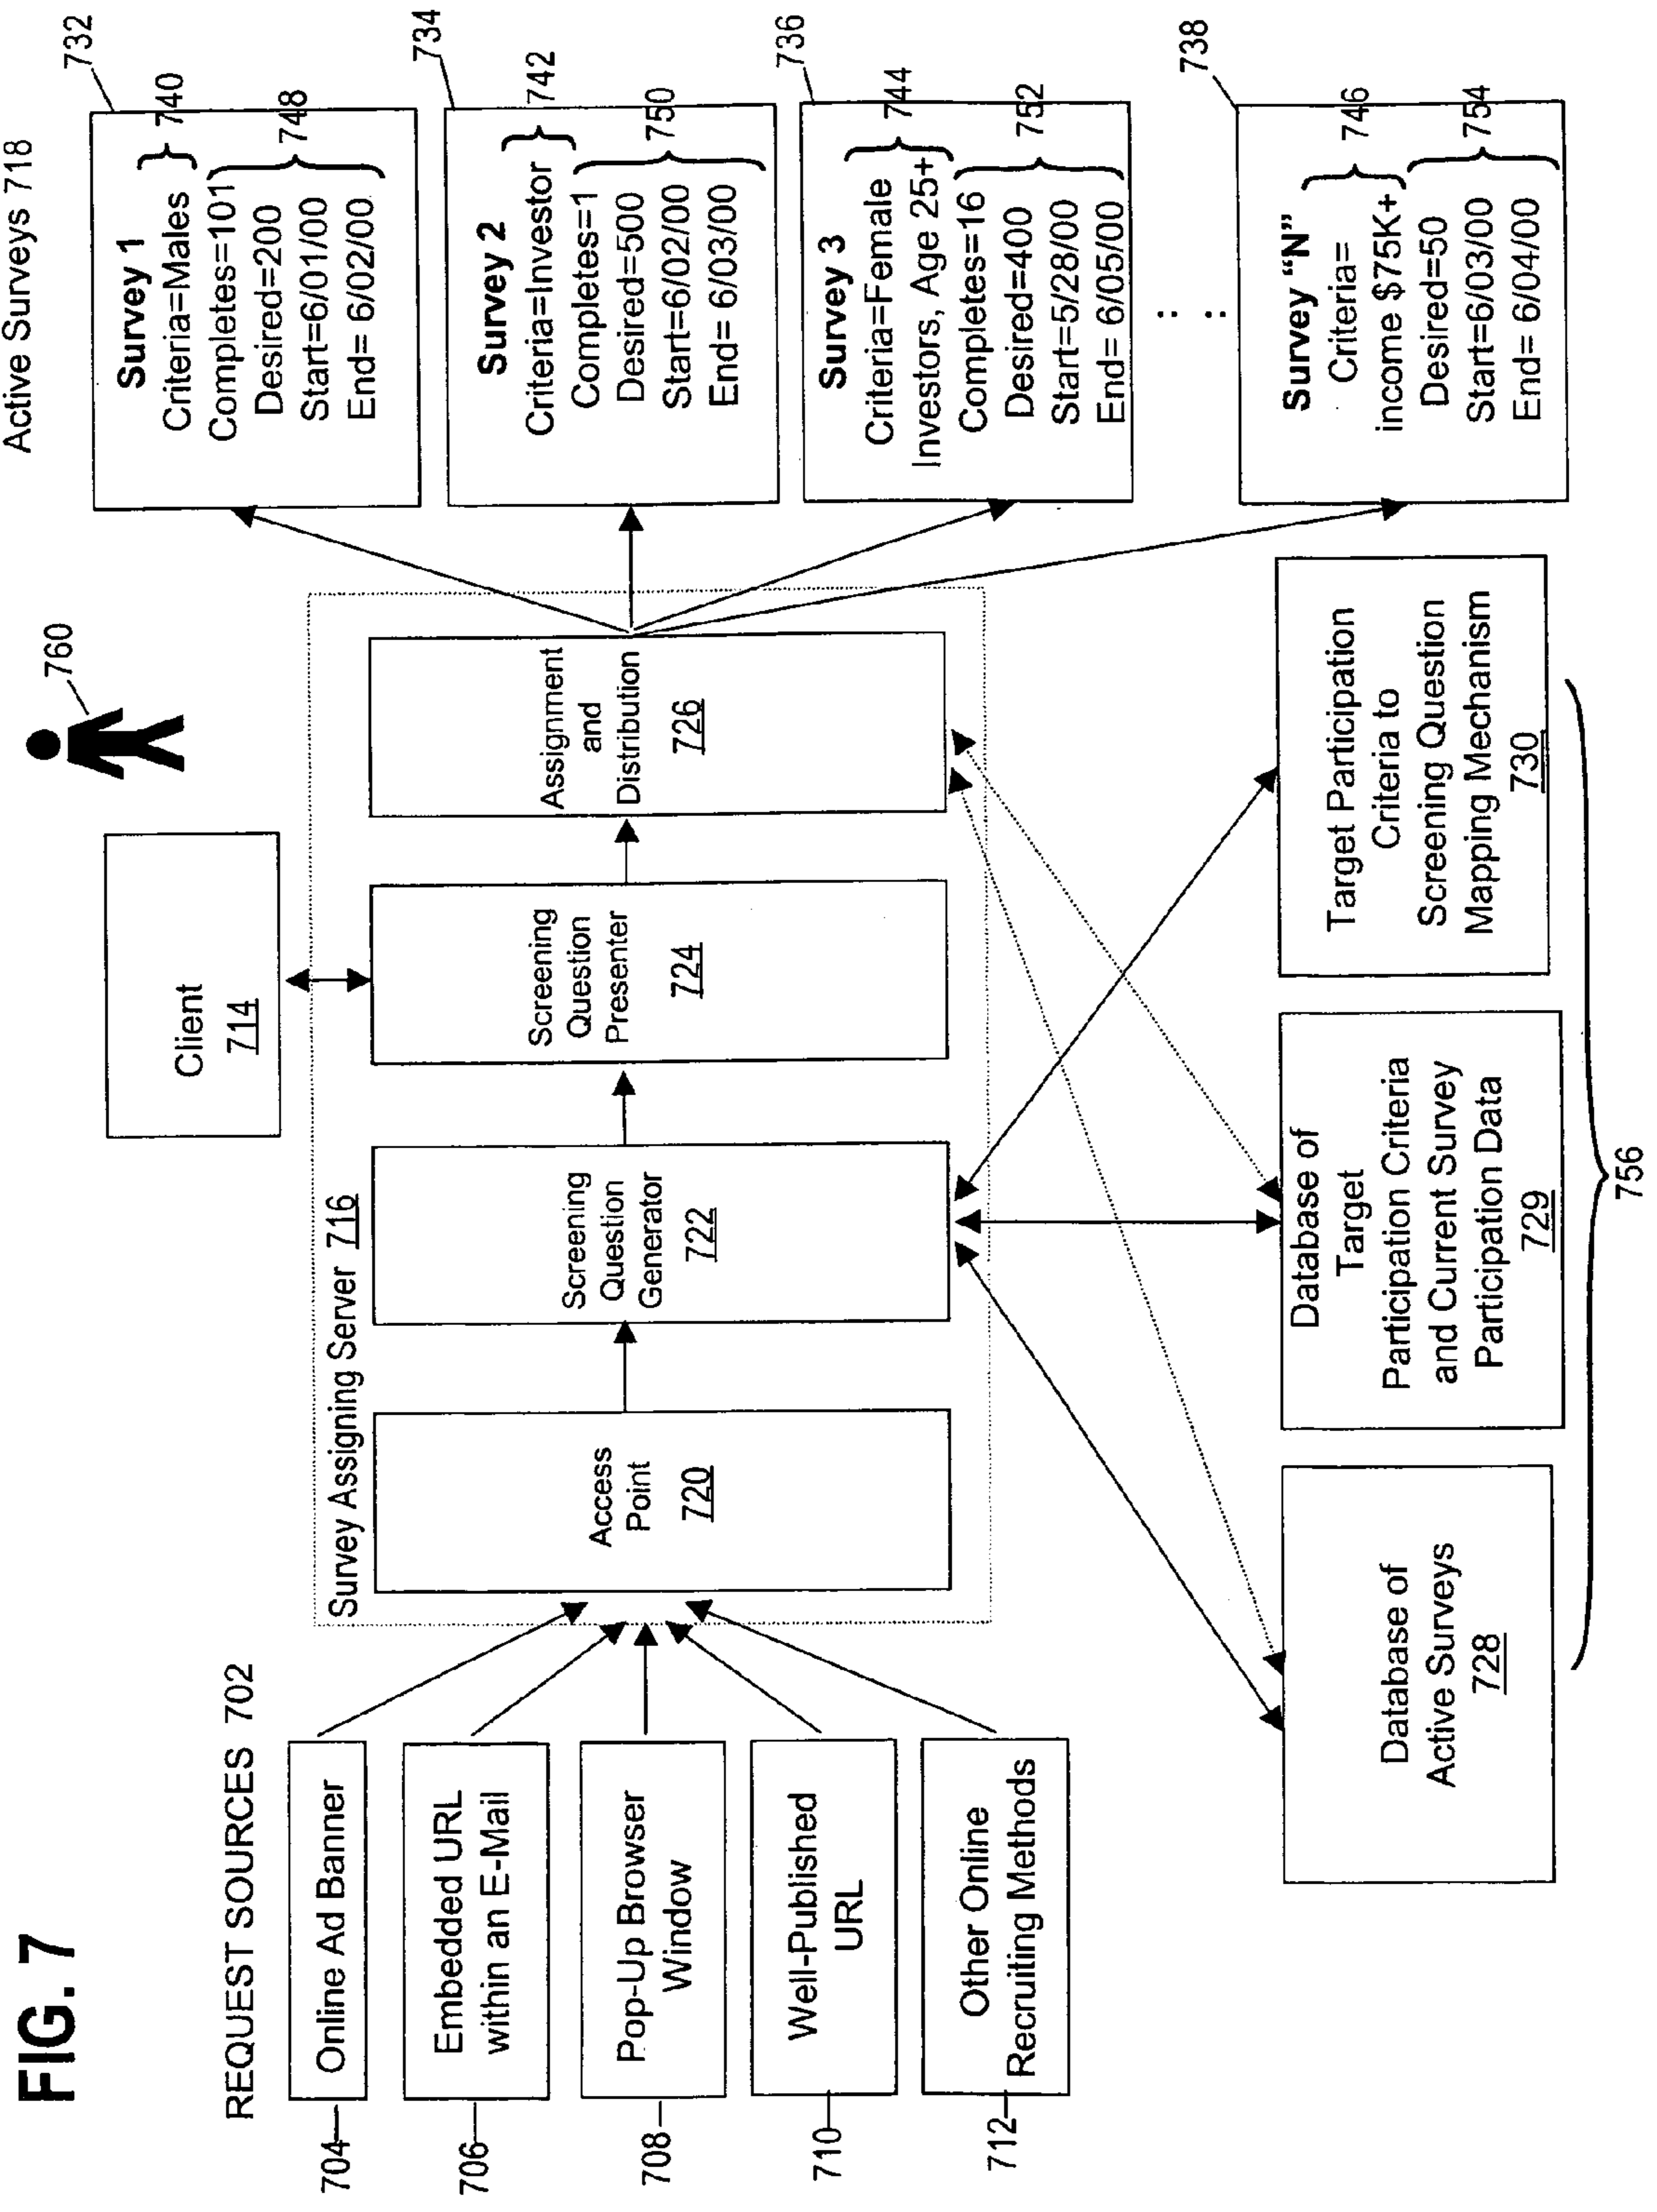 FIG. 7
REQUEST SOURCES 702
704
Online Ad Banner
706
Embedded URL
within an E-Mail
708
Pop-Up Browser
Window
710
Well-Published
URL
712
Other Online
Recruiting Methods
Client
714
760
Survey Assigning Server 716
Access
Point
720
Screening
Question
Generator
722
Screening
Question
Presenter
724
Assignment
and
Distribution
726
Database of
Active Surveys
728
Database of
Target
Participation Criteria
and Current Survey
Participation Data
729
Target Participation
Criteria to
Screening Question
Mapping Mechanism
730
756
Active Surveys 718
732
Survey 1
Criteria=Males
740
Completes=101
Desired=200
748
Start=6/01/00
End= 6/02/00
734
Survey 2
Criteria=Investor
742
Completes=1
Desired=500
750
Start=6/02/00
End= 6/03/00
736
Survey 3
Criteria=Female
744
Investors, Age 25+
Completes=16
Desired=400
752
Start=5/28/00
End= 6/05/00
738
Survey “N”
Criteria=
746
income $75K+
Desired=50
754
Start=6/03/00
End= 6/04/00